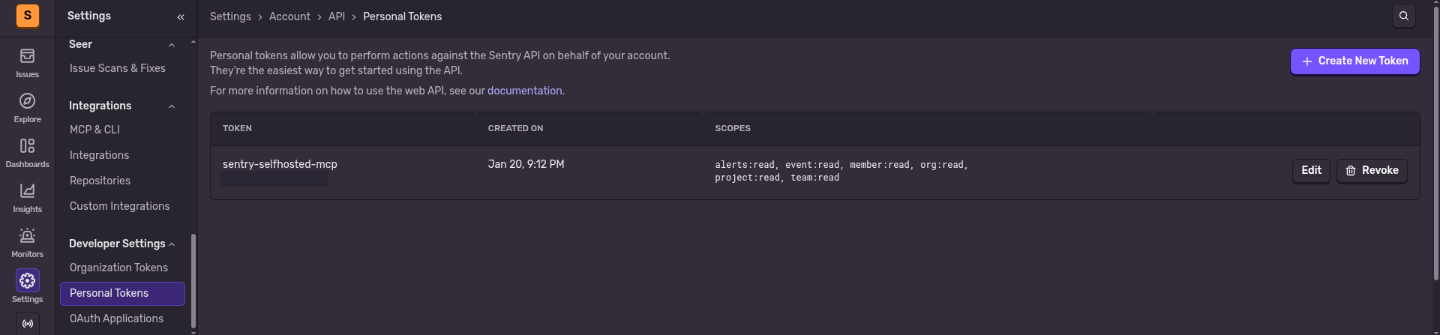 S
Settings
«
Settings > Account > API > Personal Tokens
Seer
Issue Scans & Fixes
Integrations
MCP & CLI
Integrations
Repositories
Custom Integrations
Developer Settings
Organization Tokens
Personal Tokens
OAuth Applications
Issues
Explore
Dashboards
Insights
Monitors
Settings
Personal tokens allow you to perform actions against the Sentry API on behalf of your account.
They're the easiest way to get started using the API.
For more information on how to use the web API, see our documentation.
+ Create New Token
TOKEN CREATED ON SCOPES
sentry-selfhosted-mcp Jan 20, 9:12 PM alerts:read, event:read, member:read, org:read,
project:read, team:read
Edit Revoke